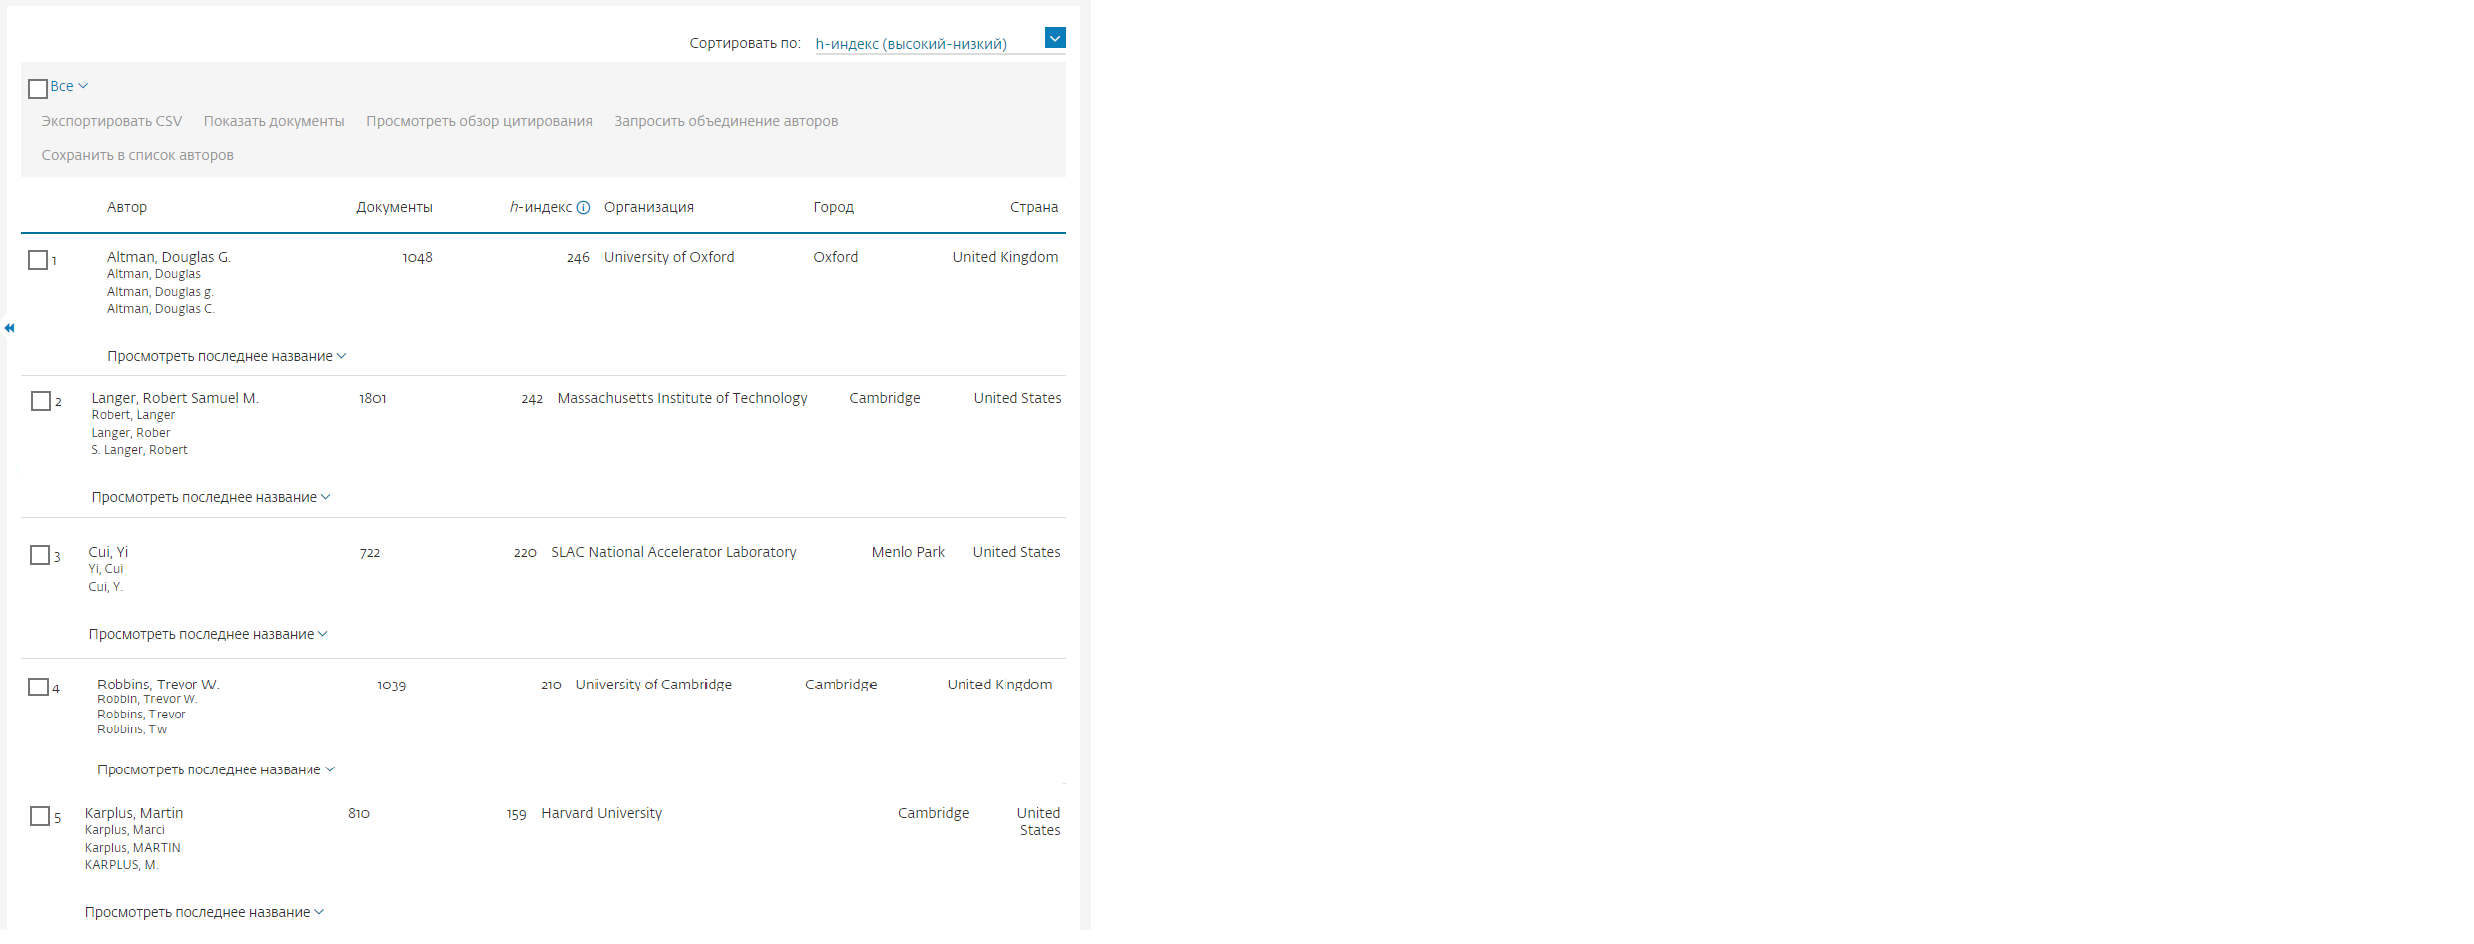 Сортировать по: h-индекс (высокий-низкий)
Все
Экспортировать CSV Показать документы Просмотреть обзор цитирования Запросить объединение авторов
Сохранить в список авторов
Автор Документы h-индекс Организация Город Страна
1 Altman, Douglas G. 1048 246 University of Oxford Oxford United Kingdom
Altman, Douglas
Altman, Douglas g.
Altman, Douglas C.
Просмотреть последнее название
2 Langer, Robert Samuel M. 1801 242 Massachusetts Institute of Technology Cambridge United States
Robert, Langer
Langer, Rober
S. Langer, Robert
Просмотреть последнее название
3 Cui, Yi 722 220 SLAC National Accelerator Laboratory Menlo Park United States
Yi, Cui
Cui, Y.
Просмотреть последнее название
4 Robbins, Trevor W. 1039 210 University of Cambridge Cambridge United Kingdom
Robbin, Trevor W.
Robbins, Trevor
Robbins, TW
Просмотреть последнее название
5 Karplus, Martin 810 159 Harvard University Cambridge United
States
Karplus, Marci
Karplus, MARTIN
KARPLUS, M.
Просмотреть последнее название